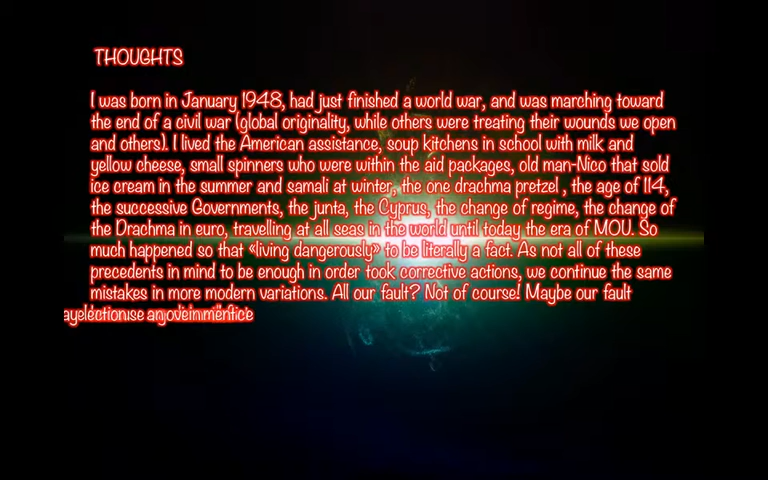 THOUGHTS
I was born in January 1948, had just finished a world war, and was marching toward
the end of a civil war (global originality, while others were treating their wounds we open
and others). I lived the American assistance, soup kitchens in school with milk and
yellow cheese, small spinners who were within the aid packages, old man-Nico that sold
ice cream in the summer and samali at winter, the one drachma pretzel , the age of 114,
the successive Governments, the junta, the Cyprus, the change of regime, the change of
the Drachma in euro, travelling at all seas in the world until today the era of MOU. So
much happened so that «living dangerously» to be literally a fact. As not all of these
precedents in mind to be enough in order took corrective actions, we continue the same
mistakes in more modern variations. All our fault? Not of course! Maybe our fault